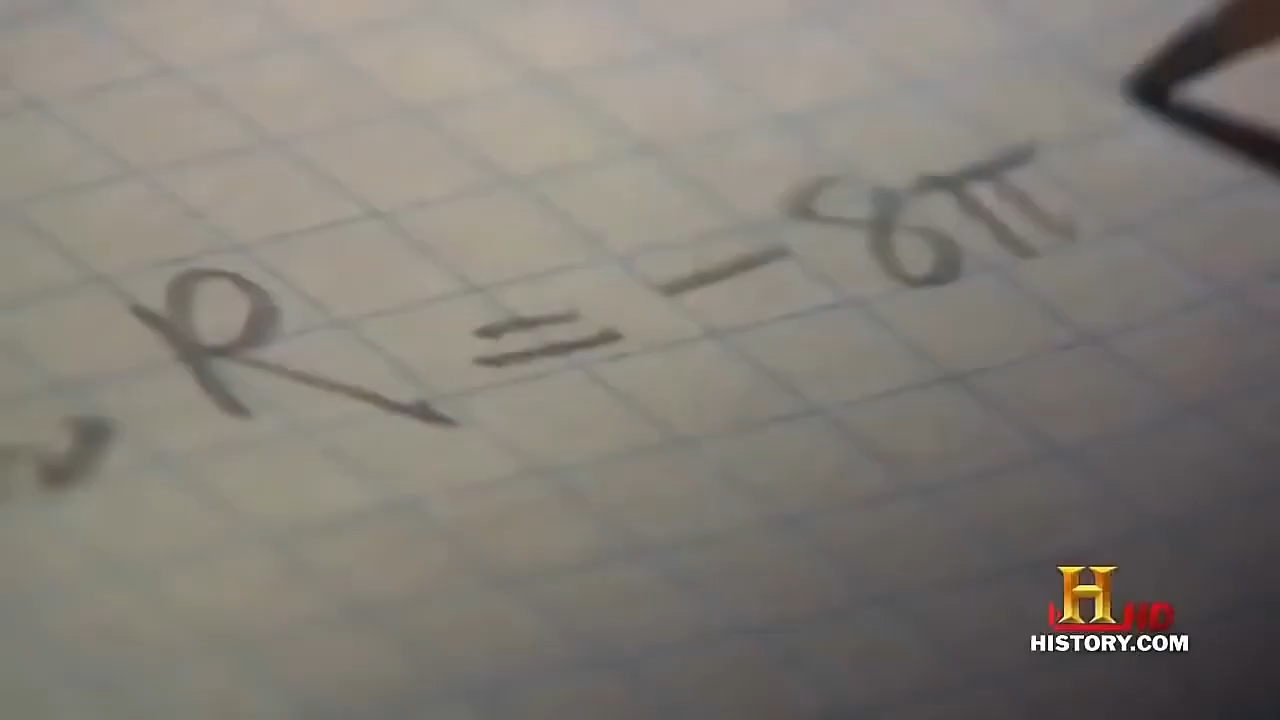 R = -8π
H HD
HISTORY.COM